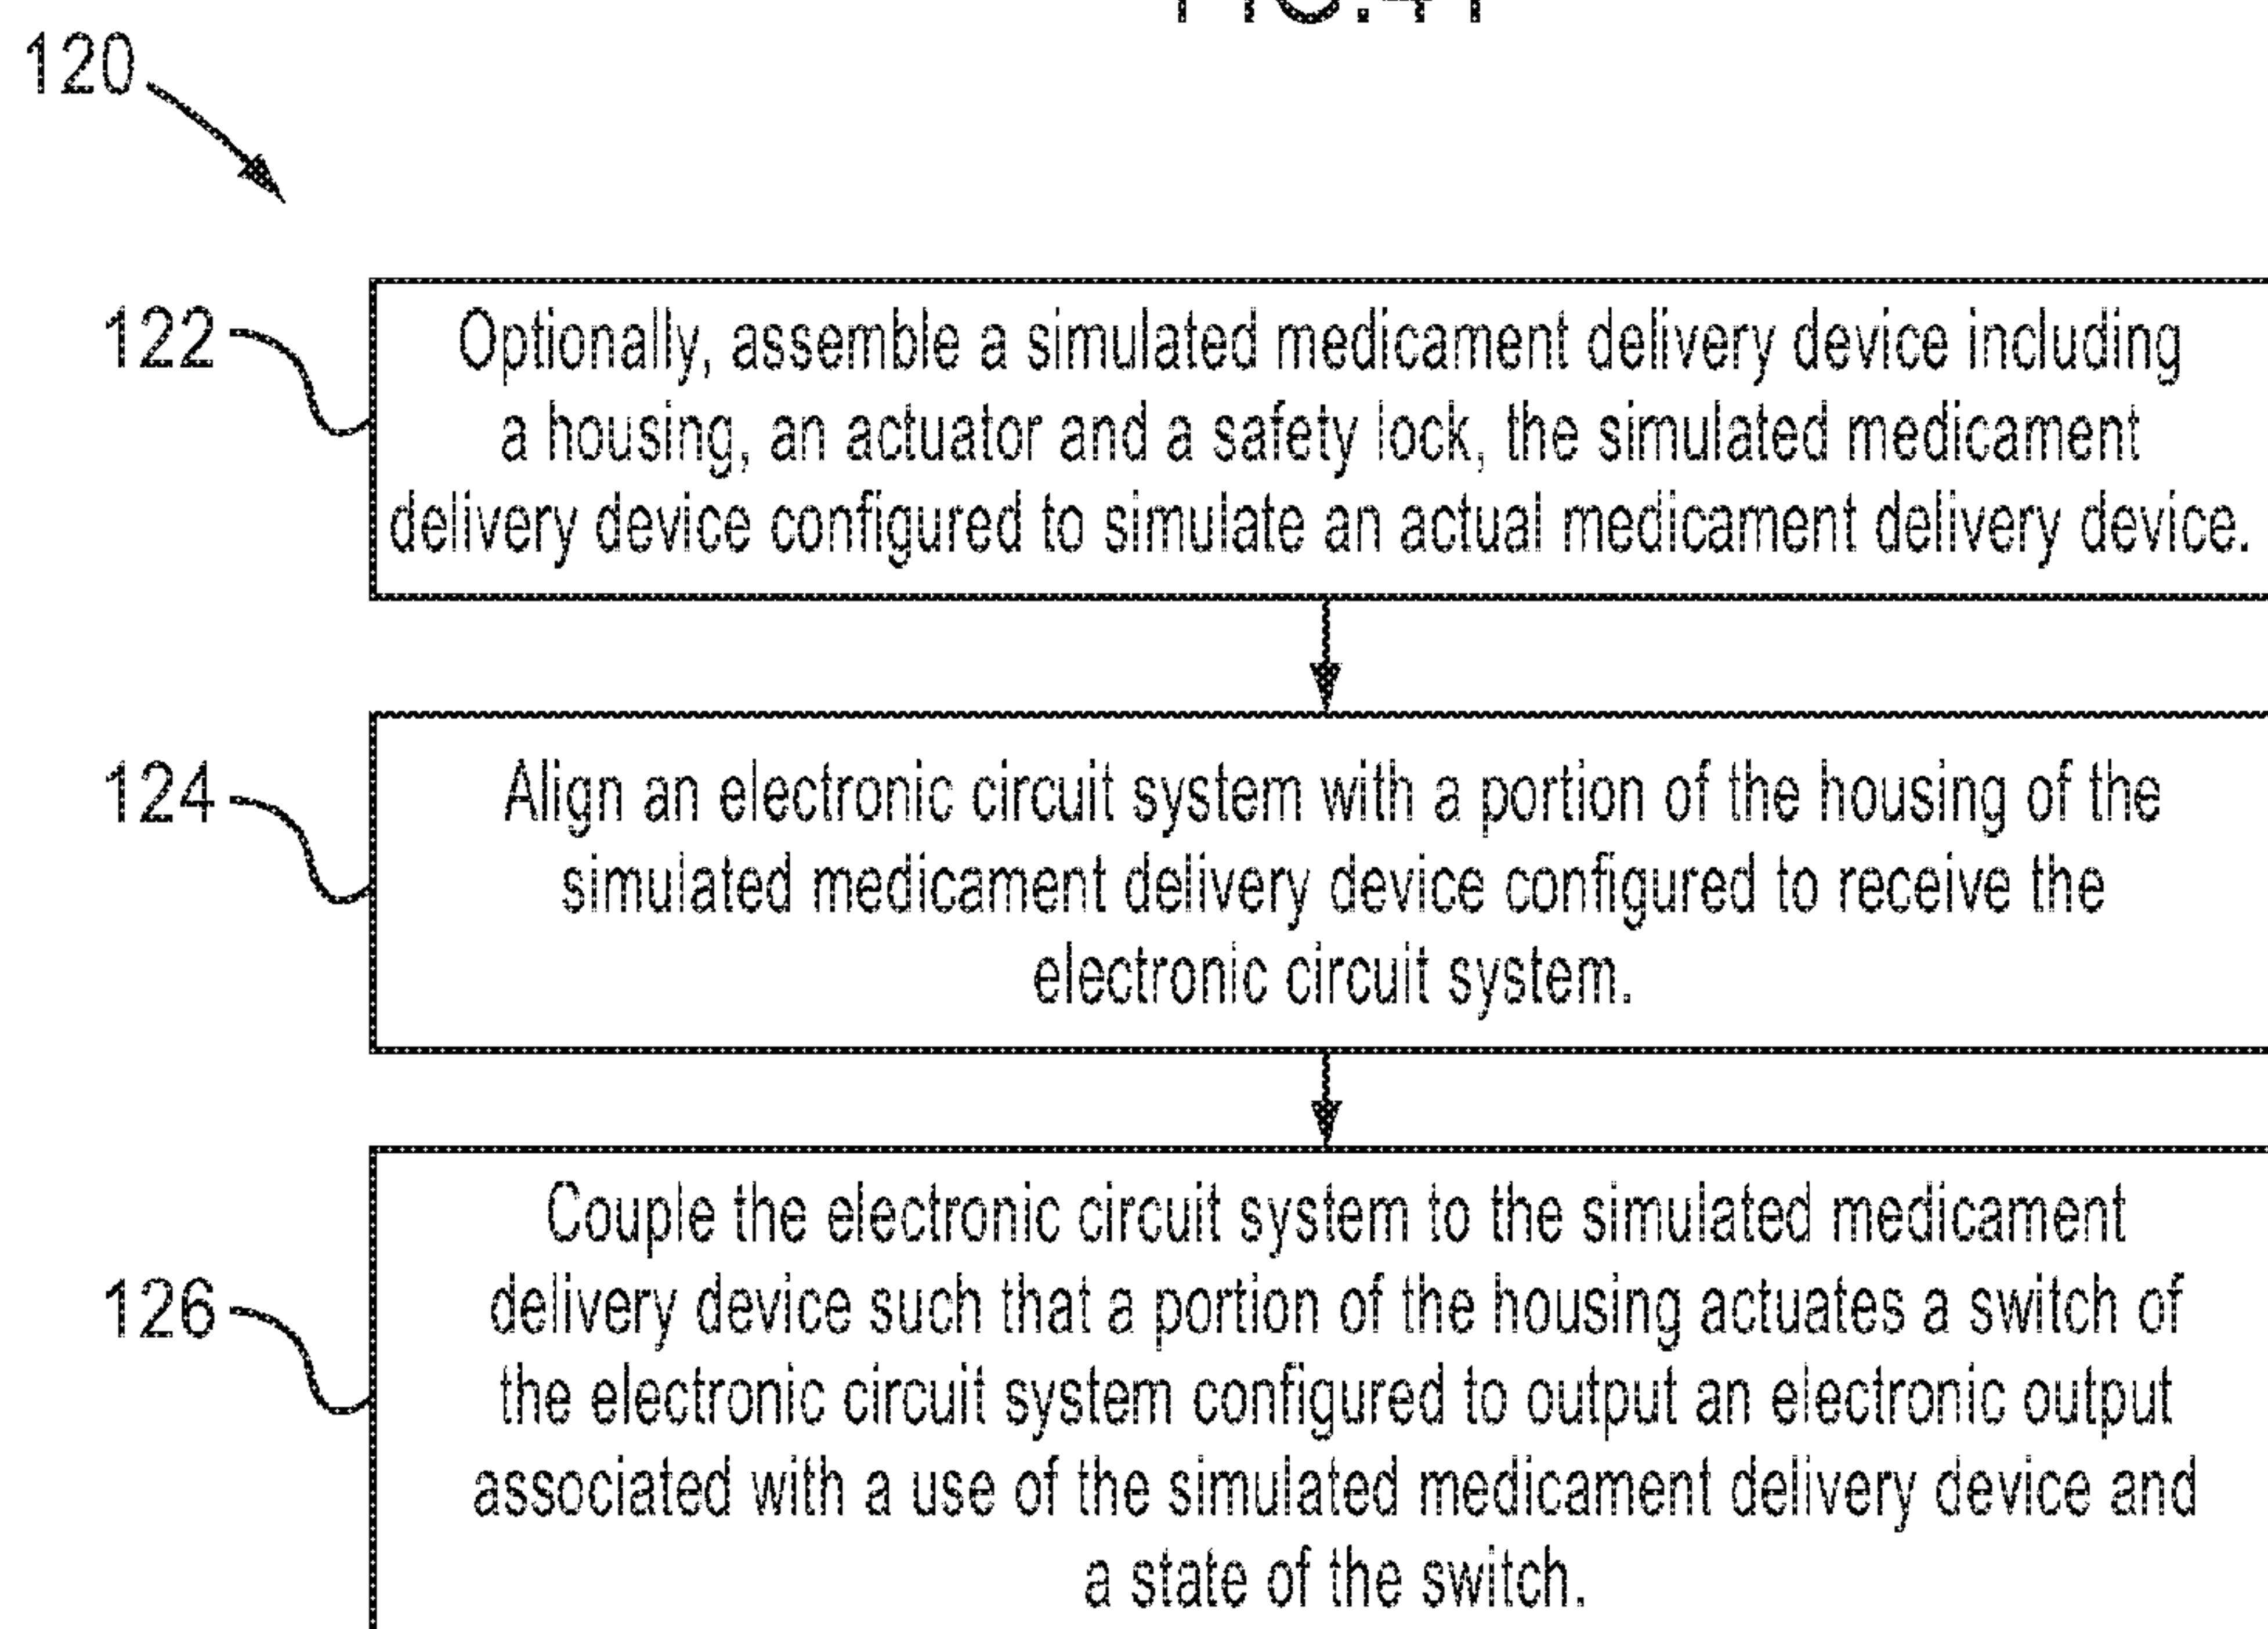 120
122
Optionally, assemble a simulated medicament delivery device including
a housing, an actuator and a safety lock, the simulated medicament
delivery device configured to simulate an actual medicament delivery device.
124
Align an electronic circuit system with a portion of the housing of the
simulated medicament delivery device configured to receive the
electronic circuit system.
126
Couple the electronic circuit system to the simulated medicament
delivery device such that a portion of the housing actuates a switch of
the electronic circuit system configured to output an electronic output
associated with a use of the simulated medicament delivery device and
a state of the switch.